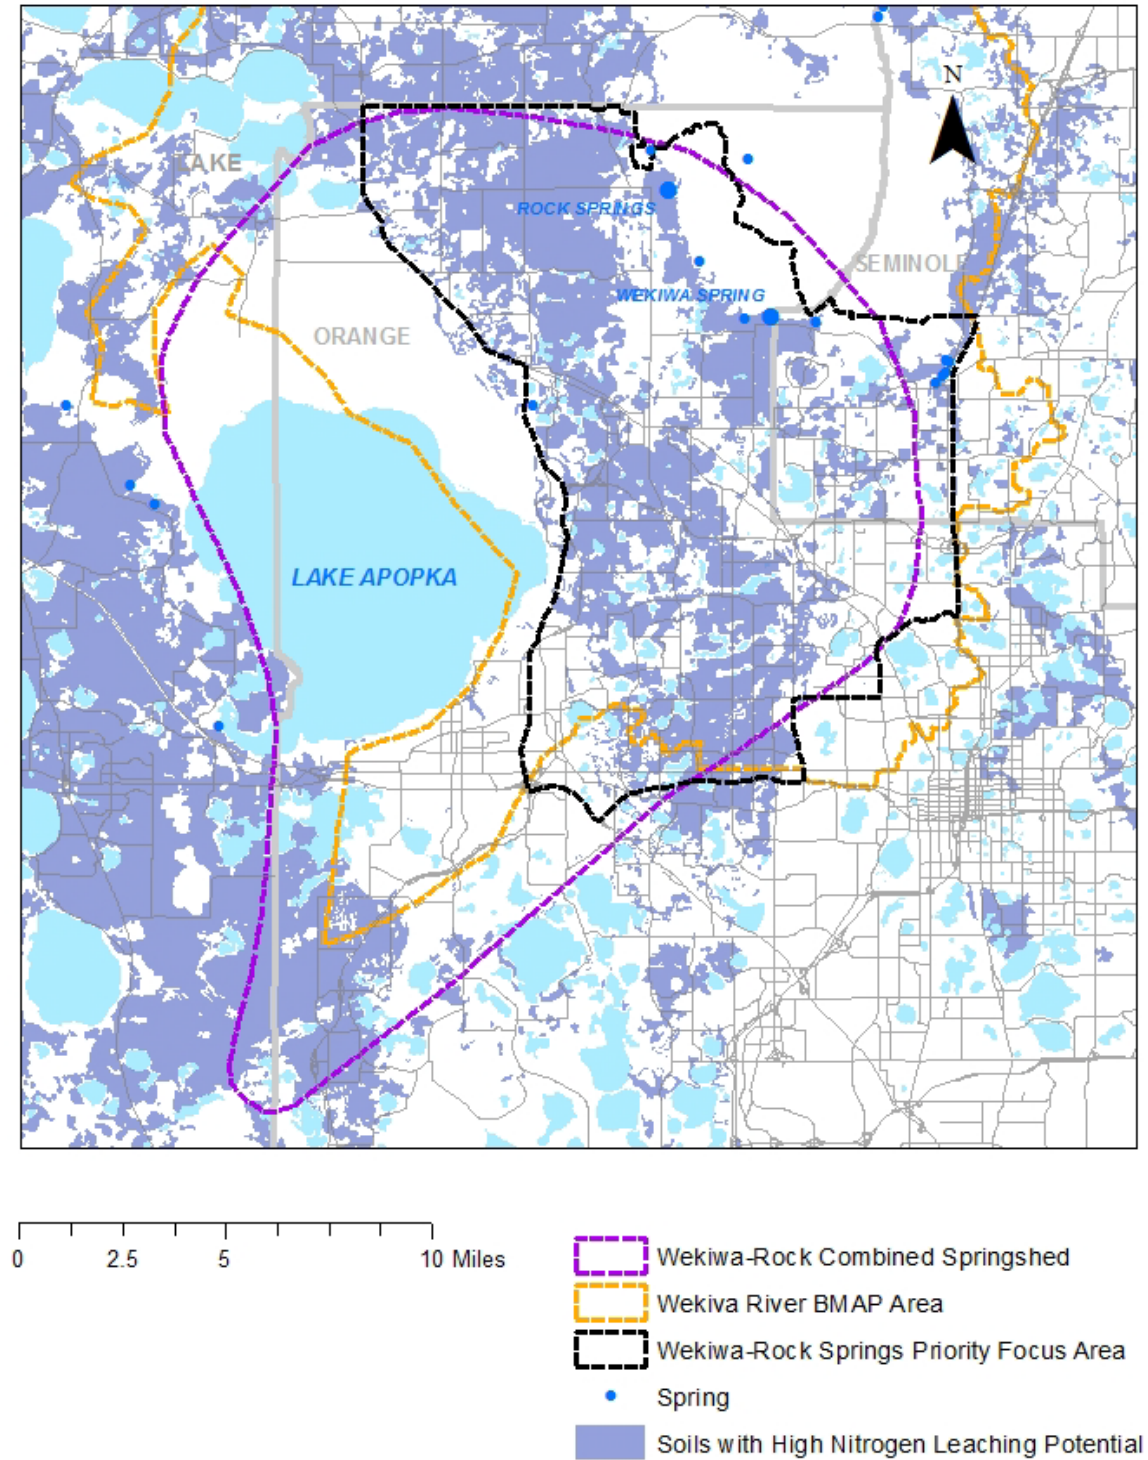 N
LAKE
ROCK SPRINGS
SEMINOLE
WEKIWA SPRING
ORANGE
LAKE APOPKA
0 2.5 5 10 Miles
Wekiwa-Rock Combined Springshed
Wekiva River BMAP Area
Wekiwa-Rock Springs Priority Focus Area
Spring
Soils with High Nitrogen Leaching Potential